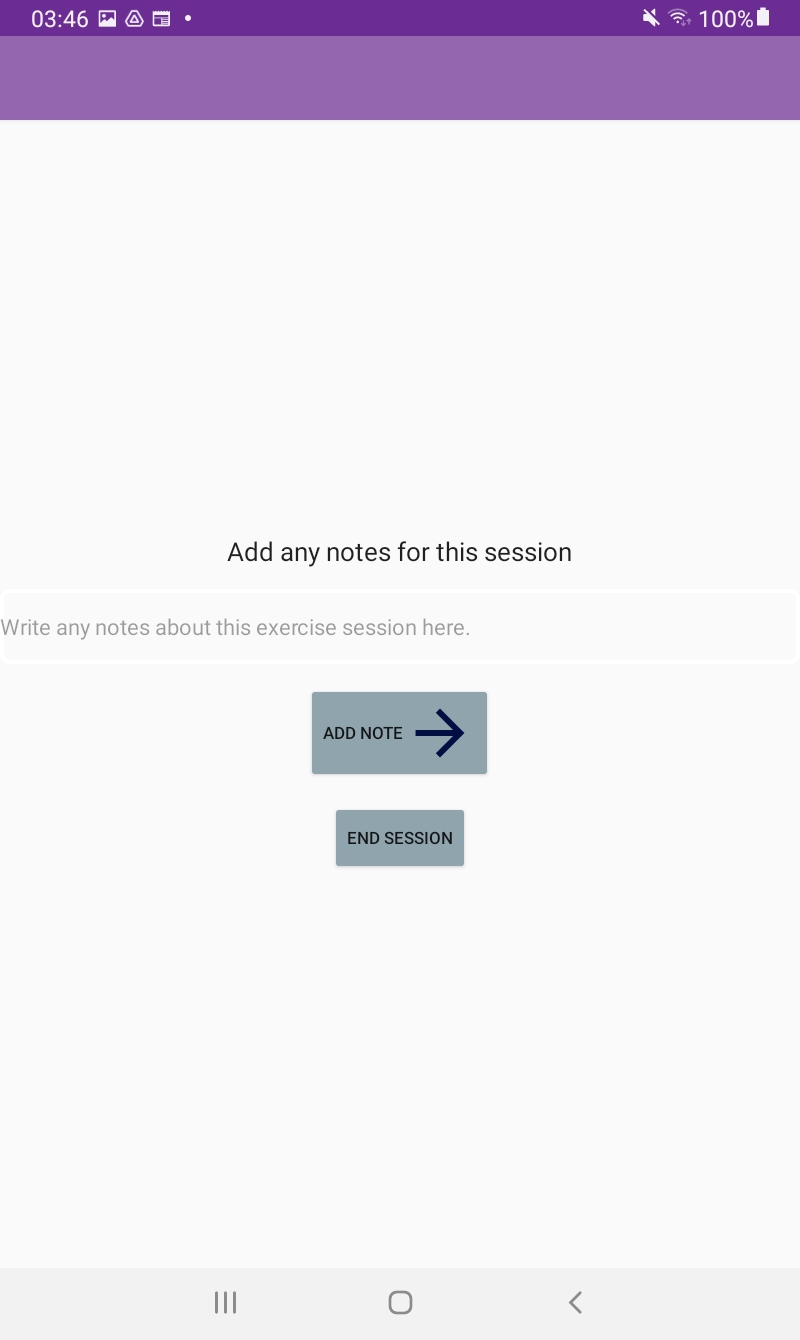 03:46
100%
Add any notes for this session
Write any notes about this exercise session here.
ADD NOTE
END SESSION